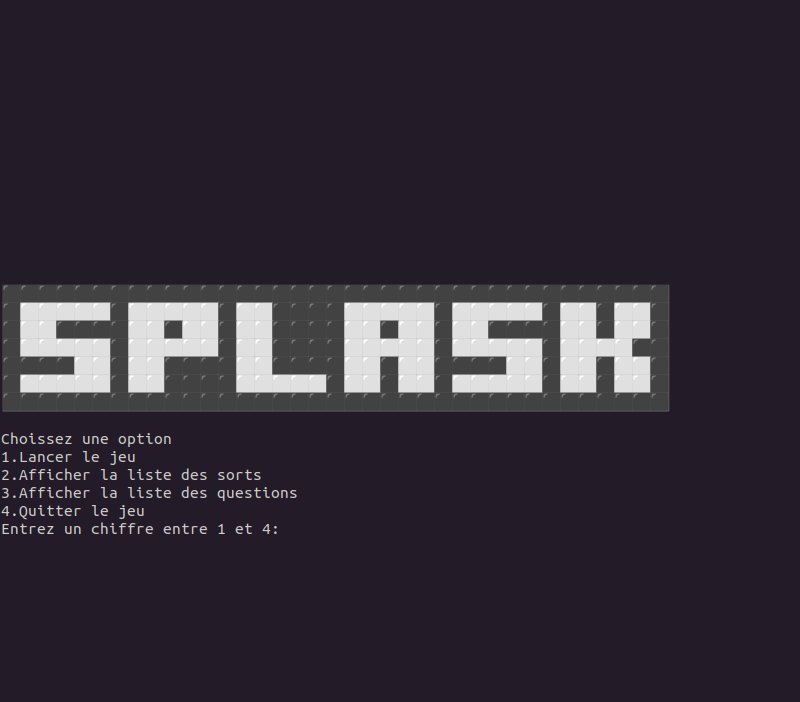 SPLASK
Choissez une option
1.Lancer le jeu
2.Afficher la liste des sorts
3.Afficher la liste des questions
4.Quitter le jeu
Entrez un chiffre entre 1 et 4: